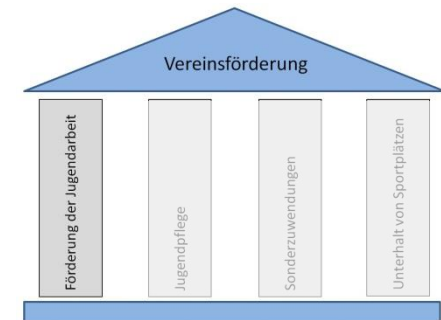 Vereinsförderung
Förderung der Jugendarbeit
Jugendpflege
Sonderzuwendungen
Unterhalt von Sportplätzen